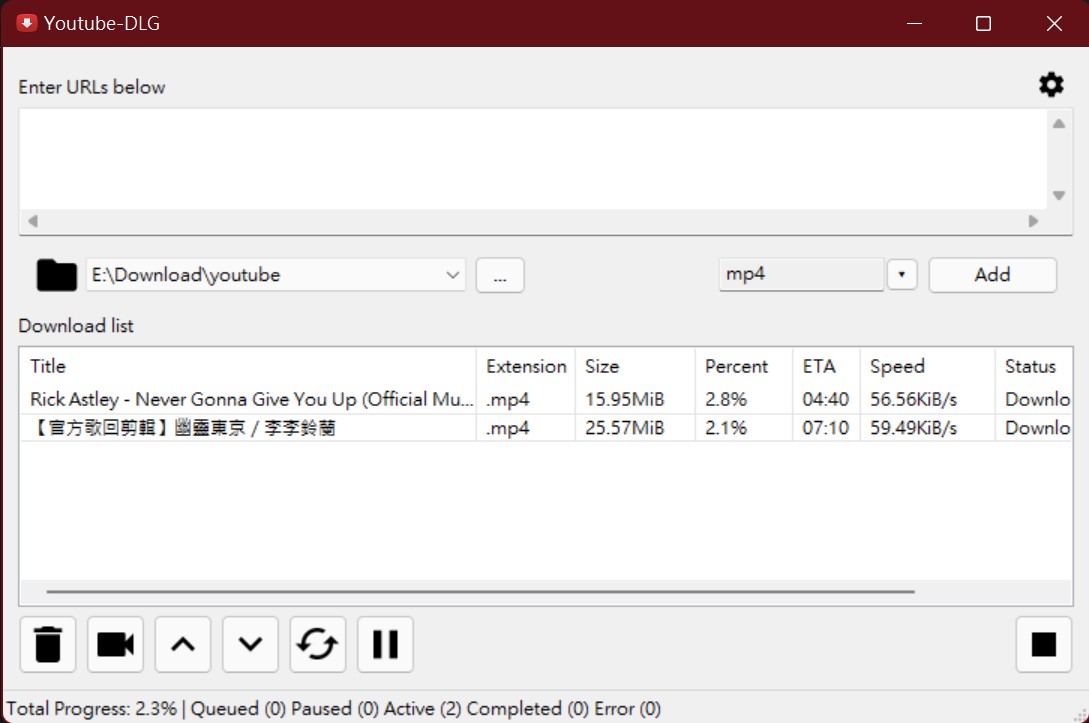 Youtube-DLG
Enter URLs below
E:\Download\youtube ... mp4 Add
Download list
Title Extension Size Percent ETA Speed Status
Rick Astley - Never Gonna Give You Up (Official Mu... .mp4 15.95MiB 2.8% 04:40 56.56KiB/s Downlo
【官方歌回剪輯】幽靈東京 / 李李鈴蘭 .mp4 25.57MiB 2.1% 07:10 59.49KiB/s Downlo
Total Progress: 2.3% | Queued (0) Paused (0) Active (2) Completed (0) Error (0)